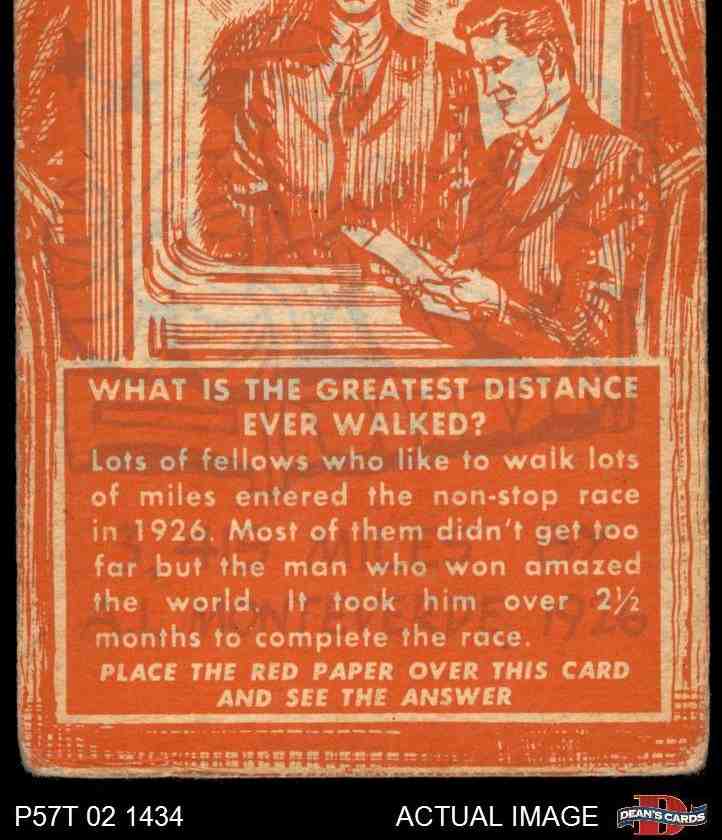 WHAT IS THE GREATEST DISTANCE
EVER WALKED?
Lots of fellows who like to walk lots
of miles entered the non-stop race
in 1926. Most of them didn't get too
far but the man who won amazed
the world. It took him over 2½
months to complete the race.
PLACE THE RED PAPER OVER THIS CARD
AND SEE THE ANSWER
MILES BY
MONTEVERDE, 1926
P57T 02 1434
ACTUAL IMAGE
DEAN'S CARDS